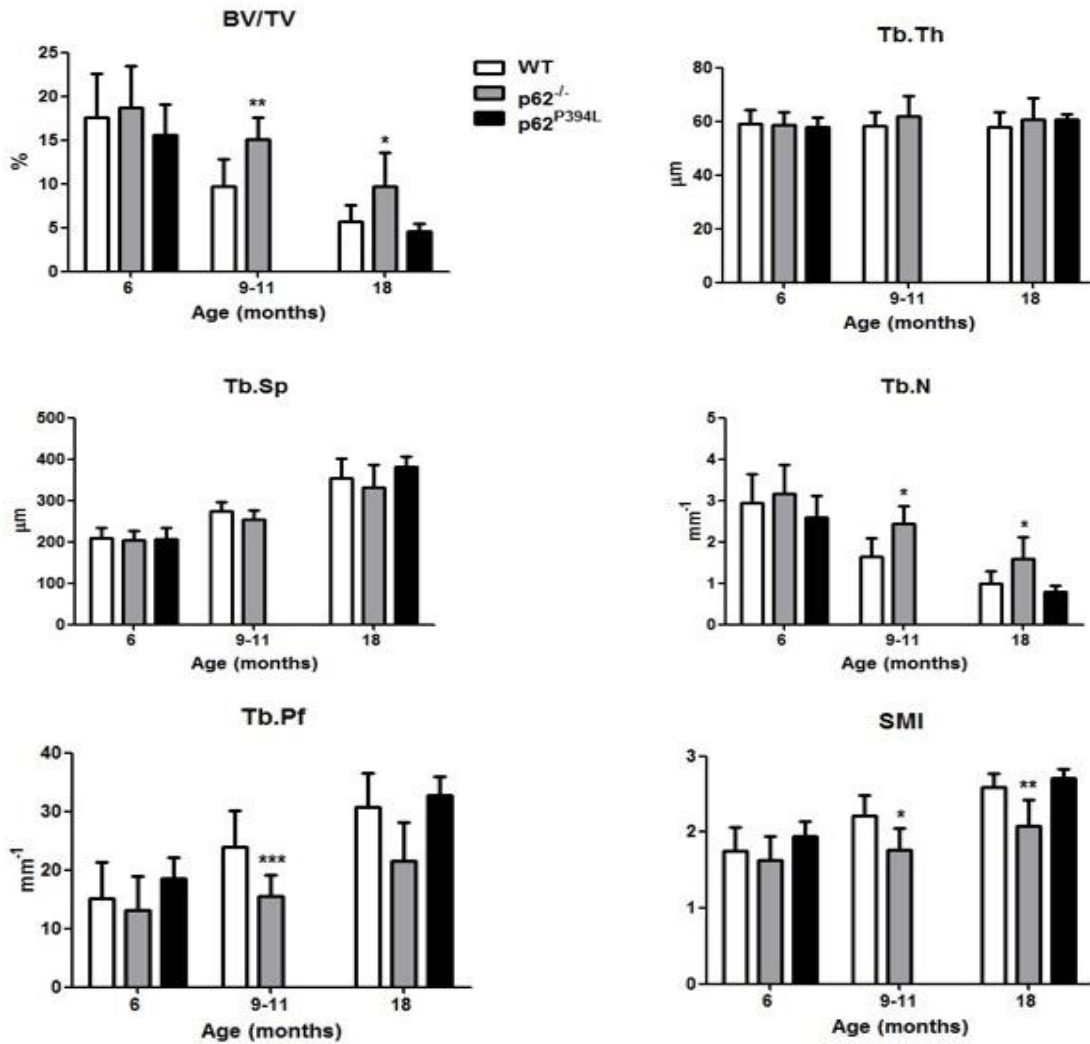 BV/TV
25
20
15
10
5
0
%
**
*
6 9-11 18
Age (months)
WT
p62-/-
p62P394L
Tb.Th
80
60
40
20
0
µm
6 9-11 18
Age (months)
Tb.Sp
500
400
300
200
100
0
µm
6 9-11 18
Age (months)
Tb.N
5
4
3
2
1
0
mm-1
*
*
6 9-11 18
Age (months)
Tb.Pf
40
30
20
10
0
mm-1
***
6 9-11 18
Age (months)
SMI
3
2
1
0
*
**
6 9-11 18
Age (months)